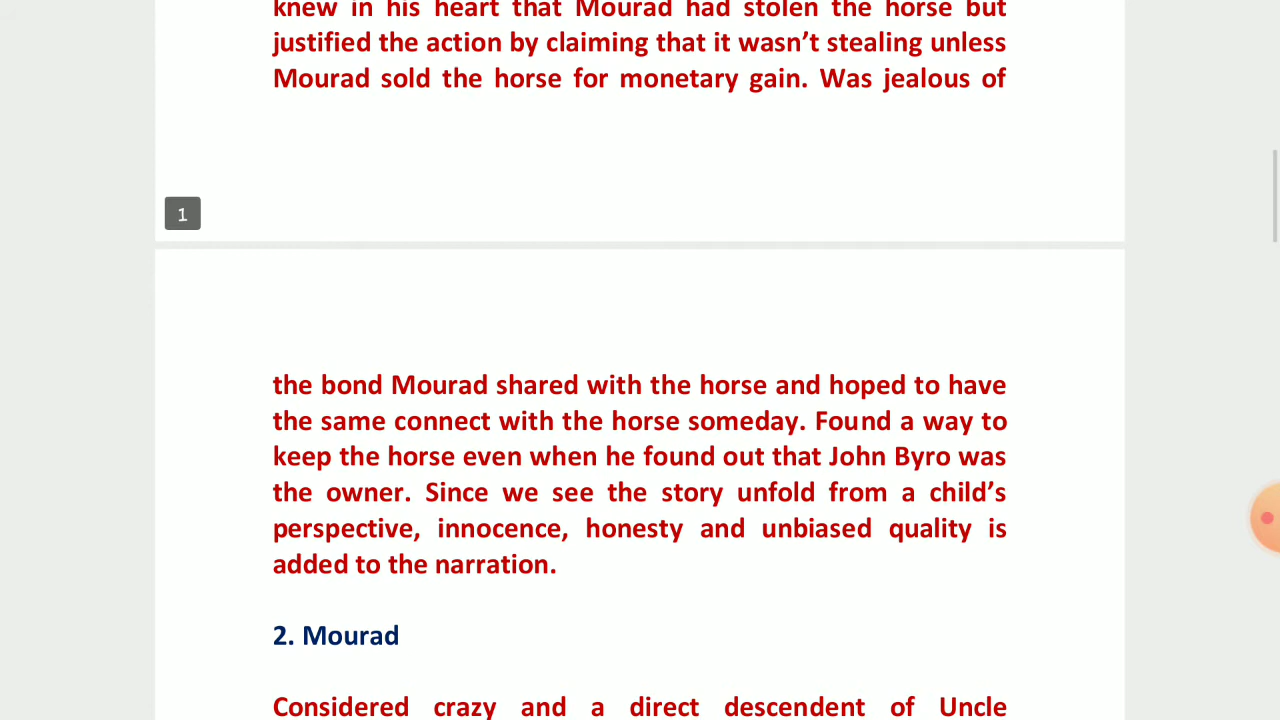 knew in his heart that Mourad had stolen the horse but
justified the action by claiming that it wasn’t stealing unless
Mourad sold the horse for monetary gain. Was jealous of
1
the bond Mourad shared with the horse and hoped to have
the same connect with the horse someday. Found a way to
keep the horse even when he found out that John Byro was
the owner. Since we see the story unfold from a child’s
perspective, innocence, honesty and unbiased quality is
added to the narration.
2. Mourad
Considered crazy and a direct descendent of Uncle